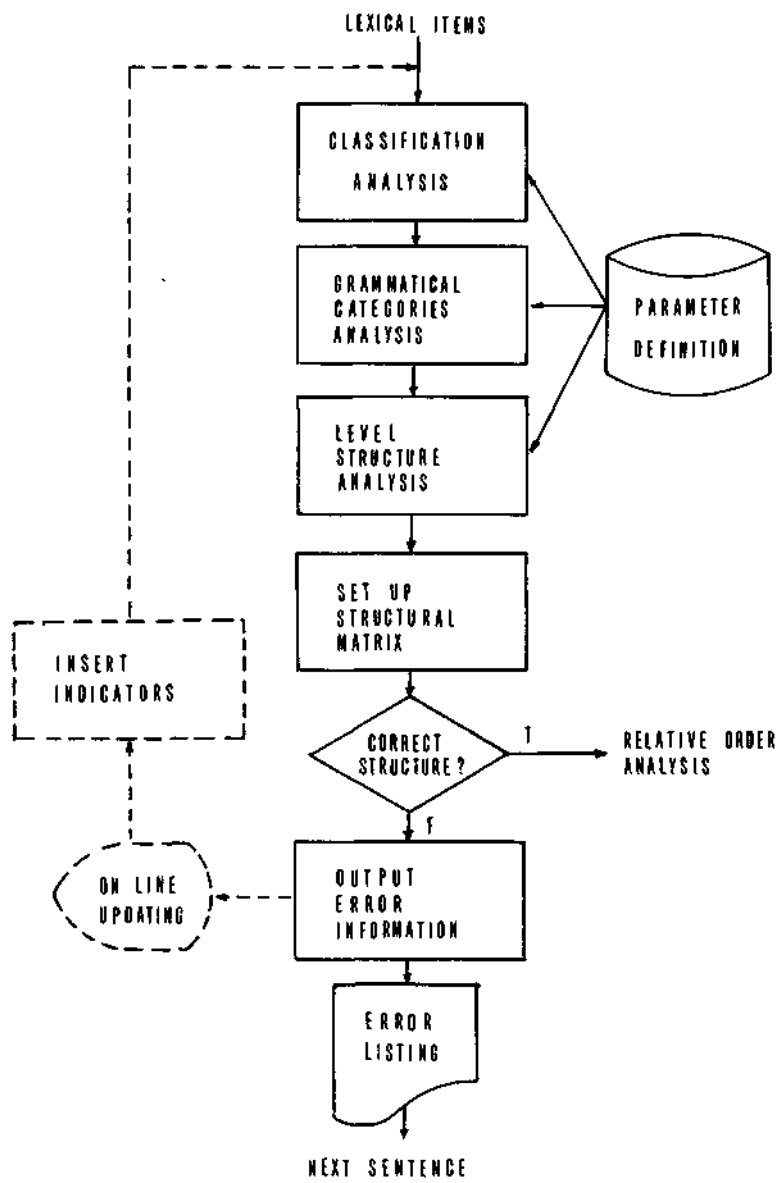 LEXICAL ITEMS
CLASSIFICATION
ANALYSIS
GRAMMATICAL
CATEGORIES
ANALYSIS
PARAMETER
DEFINITION
LEVEL
STRUCTURE
ANALYSIS
SET UP
STRUCTURAL
MATRIX
INSERT
INDICATORS
CORRECT
STRUCTURE?
T
RELATIVE ORDER
ANALYSIS
F
OUTPUT
ERROR
INFORMATION
ON LINE
UPDATING
ERROR
LISTING
NEXT SENTENCE